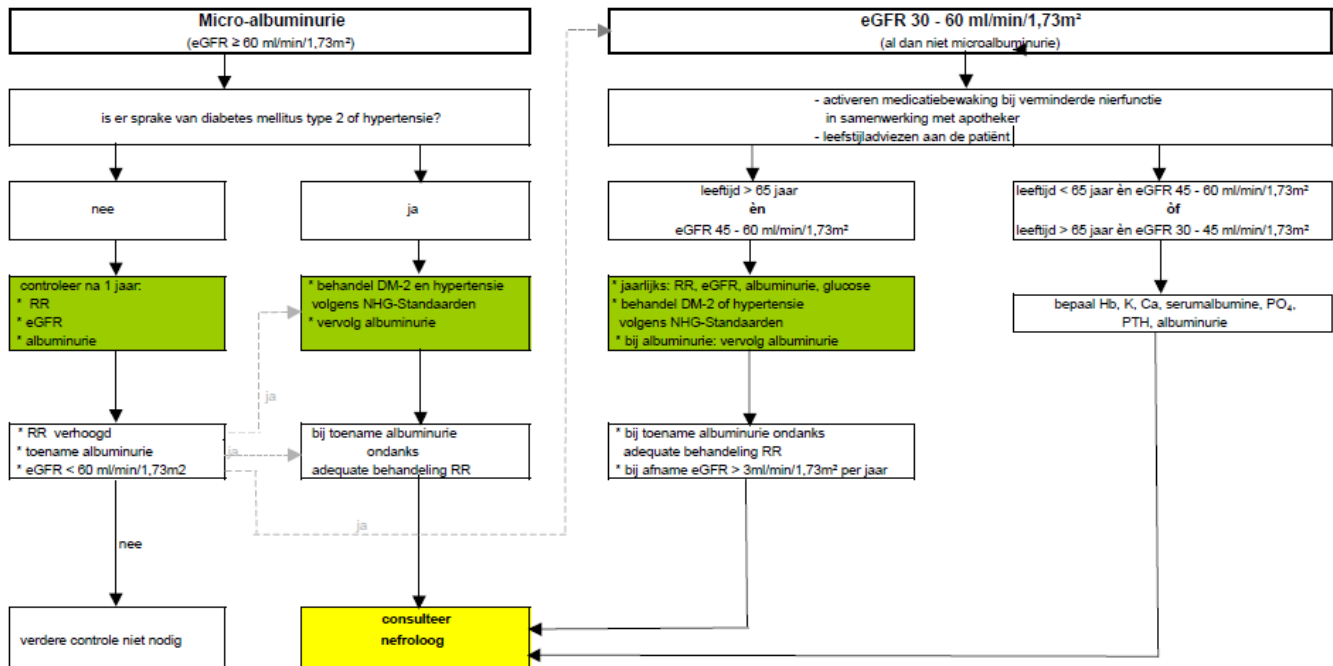 Micro-albuminurie
(eGFR ≥ 60 ml/min/1,73m²)
is er sprake van diabetes mellitus type 2 of hypertensie?
nee
ja
controleer na 1 jaar:
* RR
* eGFR
* albuminurie
* behandel DM-2 en hypertensie
volgens NHG-Standaarden
* vervolg albuminurie
ja
* RR verhoogd
* toename albuminurie
* eGFR < 60 ml/min/1,73m2
ja
bij toename albuminurie
ondanks
adequate behandeling RR
ja
nee
verdere controle niet nodig
consulteer
nefroloog
eGFR 30 - 60 ml/min/1,73m²
(al dan niet microalbuminurie)
- activeren medicatiebewaking bij verminderde nierfunctie
in samenwerking met apotheker
- leefstijladviezen aan de patiënt
leeftijd > 65 jaar
èn
eGFR 45 - 60 ml/min/1,73m²
leeftijd < 65 jaar èn eGFR 45 - 60 ml/min/1,73m²
òf
leeftijd > 65 jaar èn eGFR 30 - 45 ml/min/1,73m²
* jaarlijks: RR, eGFR, albuminurie, glucose
* behandel DM-2 of hypertensie
volgens NHG-Standaarden
* bij albuminurie: vervolg albuminurie
bepaal Hb, K, Ca, serumalbumine, PO₄,
PTH, albuminurie
* bij toename albuminurie ondanks
adequate behandeling RR
* bij afname eGFR > 3ml/min/1,73m² per jaar